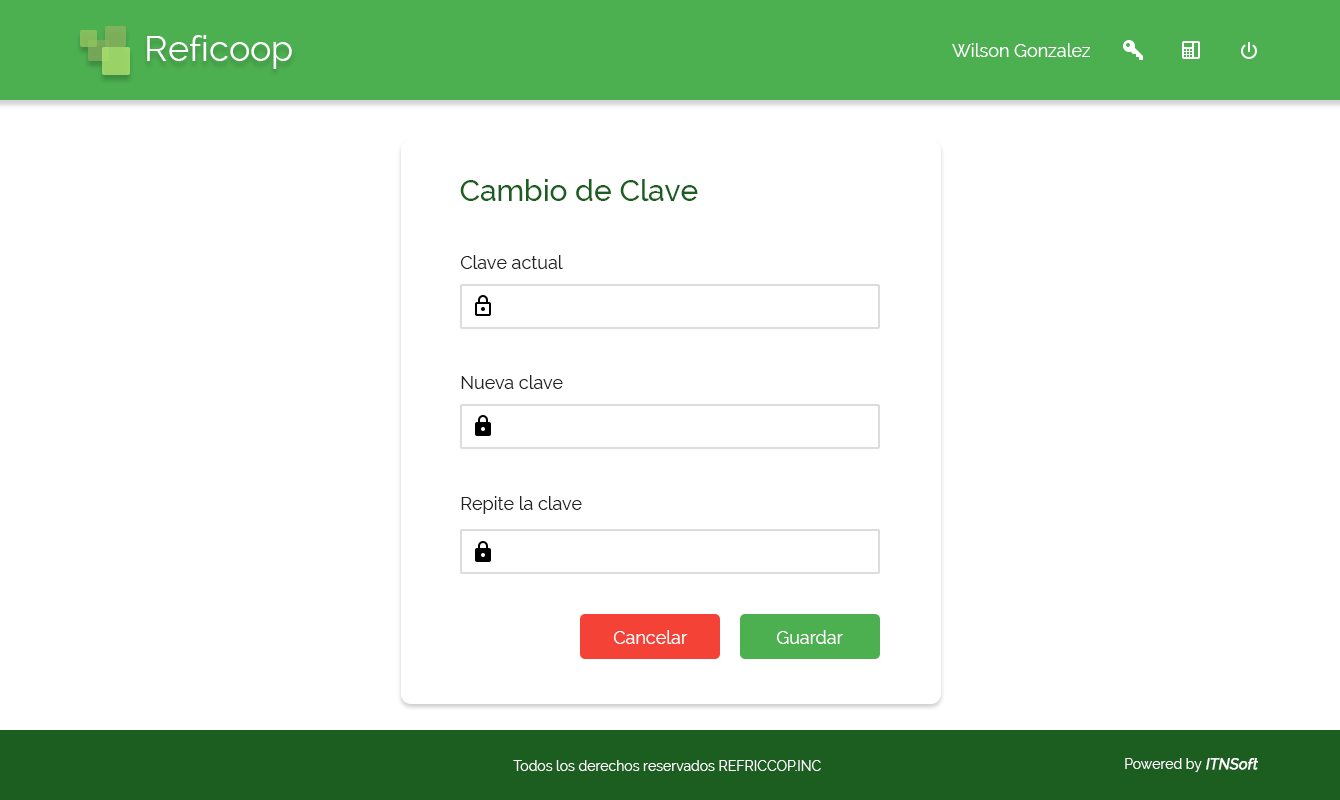 Reficoop
Wilson Gonzalez
Cambio de Clave
Clave actual
Nueva clave
Repite la clave
Cancelar
Guardar
Todos los derechos reservados REFRICCOP.INC
Powered by ITNSoft